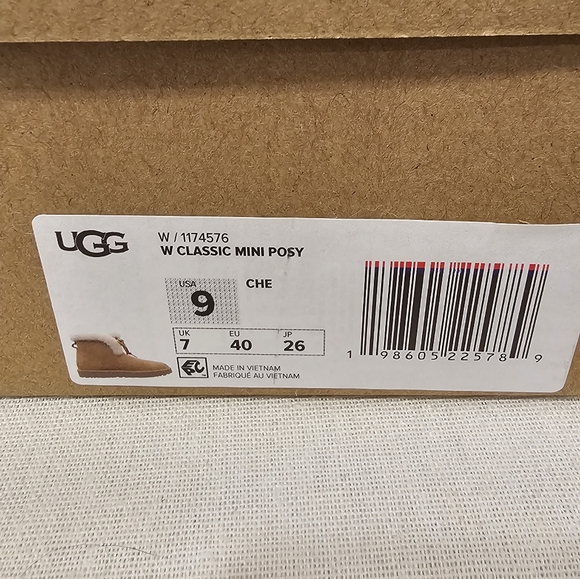 UGG
W / 1174576
W CLASSIC MINI POSY
USA
9
CHE
UK EU JP
7 40 26
MADE IN VIETNAM
FABRIQUÉ AU VIETNAM
1 98605 22578 9